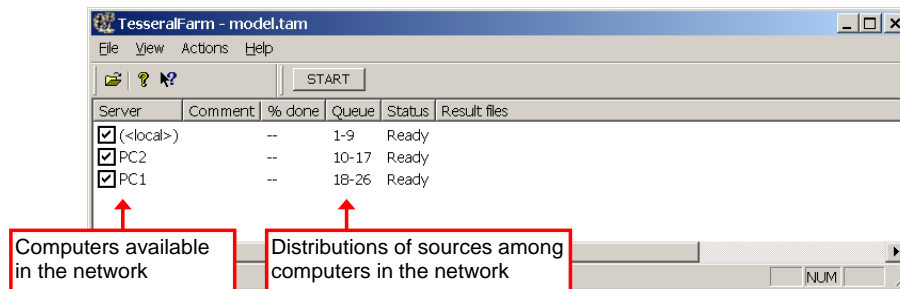 TesseralFarm - model.tam
File View Actions Help
START
Server Comment % done Queue Status Result files
(<local>) -- 1-9 Ready
PC2 -- 10-17 Ready
PC1 -- 18-26 Ready
Computers available
in the network
Distributions of sources among
computers in the network
NUM